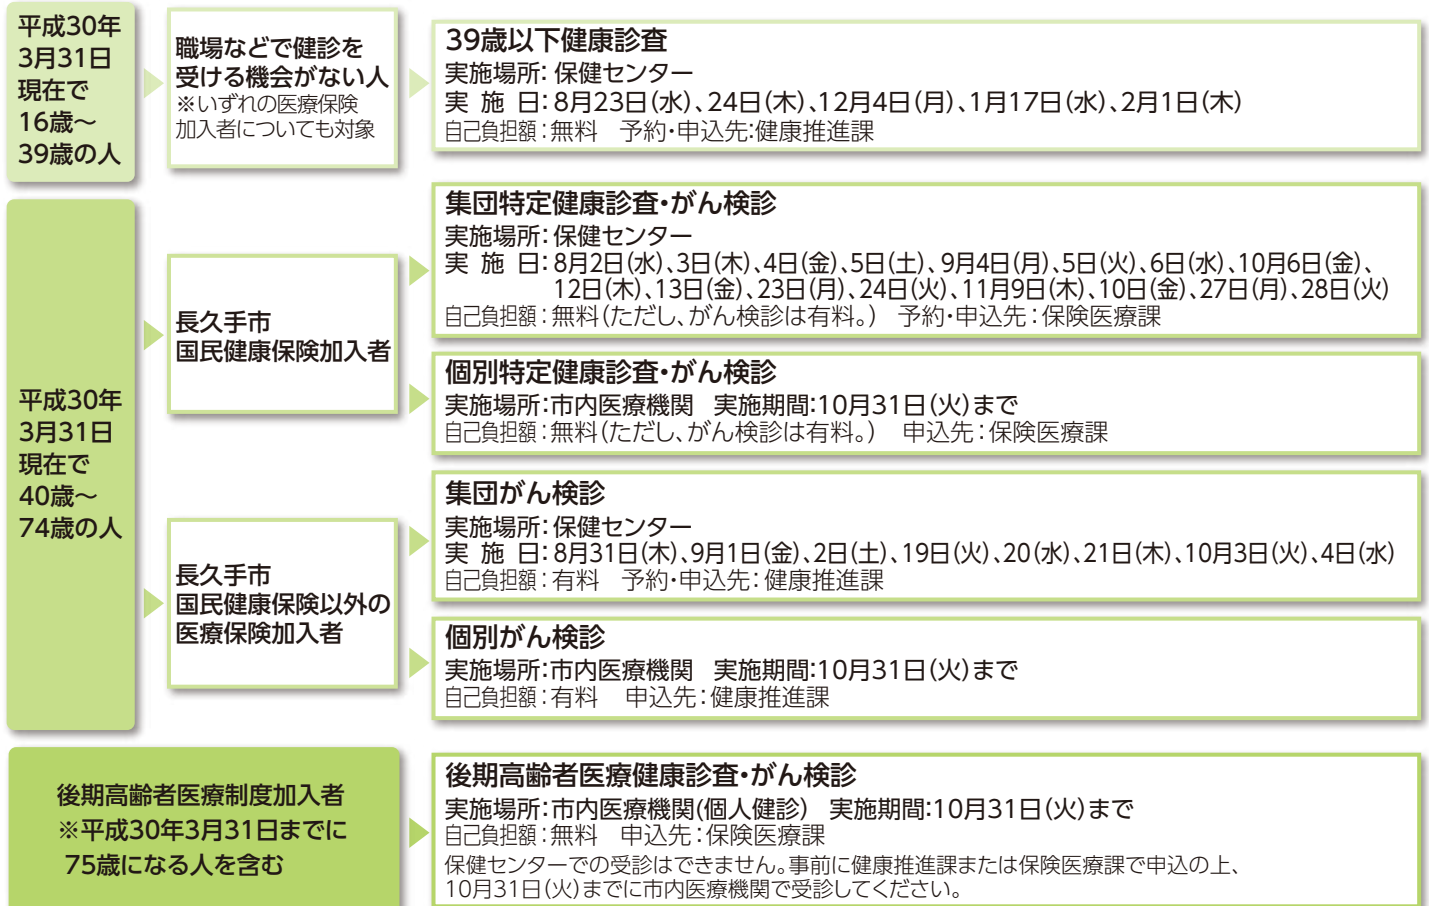 平成30年
3月31日
現在で
16歳～
39歳の人
職場などで健診を
受ける機会がない人
※いずれの医療保険
加入者についても対象
39歳以下健康診査
実施場所：保健センター
実 施 日：8月23日(水)、24日(木)、12月4日(月)、1月17日(水)、2月1日(木)
自己負担額：無料　予約・申込先：健康推進課
平成30年
3月31日
現在で
40歳～
74歳の人
長久手市
国民健康保険加入者
集団特定健康診査・がん検診
実施場所：保健センター
実 施 日：8月2日(水)、3日(木)、4日(金)、5日(土)、9月4日(月)、5日(火)、6日(水)、10月6日(金)、
12日(木)、13日(金)、23日(月)、24日(火)、11月9日(木)、10日(金)、27日(月)、28日(火)
自己負担額：無料(ただし、がん検診は有料。)　予約・申込先：保険医療課
個別特定健康診査・がん検診
実施場所：市内医療機関　実施期間：10月31日(火)まで
自己負担額：無料(ただし、がん検診は有料。)　申込先：保険医療課
長久手市
国民健康保険以外の
医療保険加入者
集団がん検診
実施場所：保健センター
実 施 日：8月31日(木)、9月1日(金)、2日(土)、19日(火)、20(水)、21日(木)、10月3日(火)、4日(水)
自己負担額：有料　予約・申込先：健康推進課
個別がん検診
実施場所：市内医療機関　実施期間：10月31日(火)まで
自己負担額：有料　申込先：健康推進課
後期高齢者医療制度加入者
※平成30年3月31日までに
75歳になる人を含む
後期高齢者医療健康診査・がん検診
実施場所：市内医療機関(個人健診)　実施期間：10月31日(火)まで
自己負担額：無料　申込先：保険医療課
保健センターでの受診はできません。事前に健康推進課または保険医療課で申込の上、
10月31日(火)までに市内医療機関で受診してください。